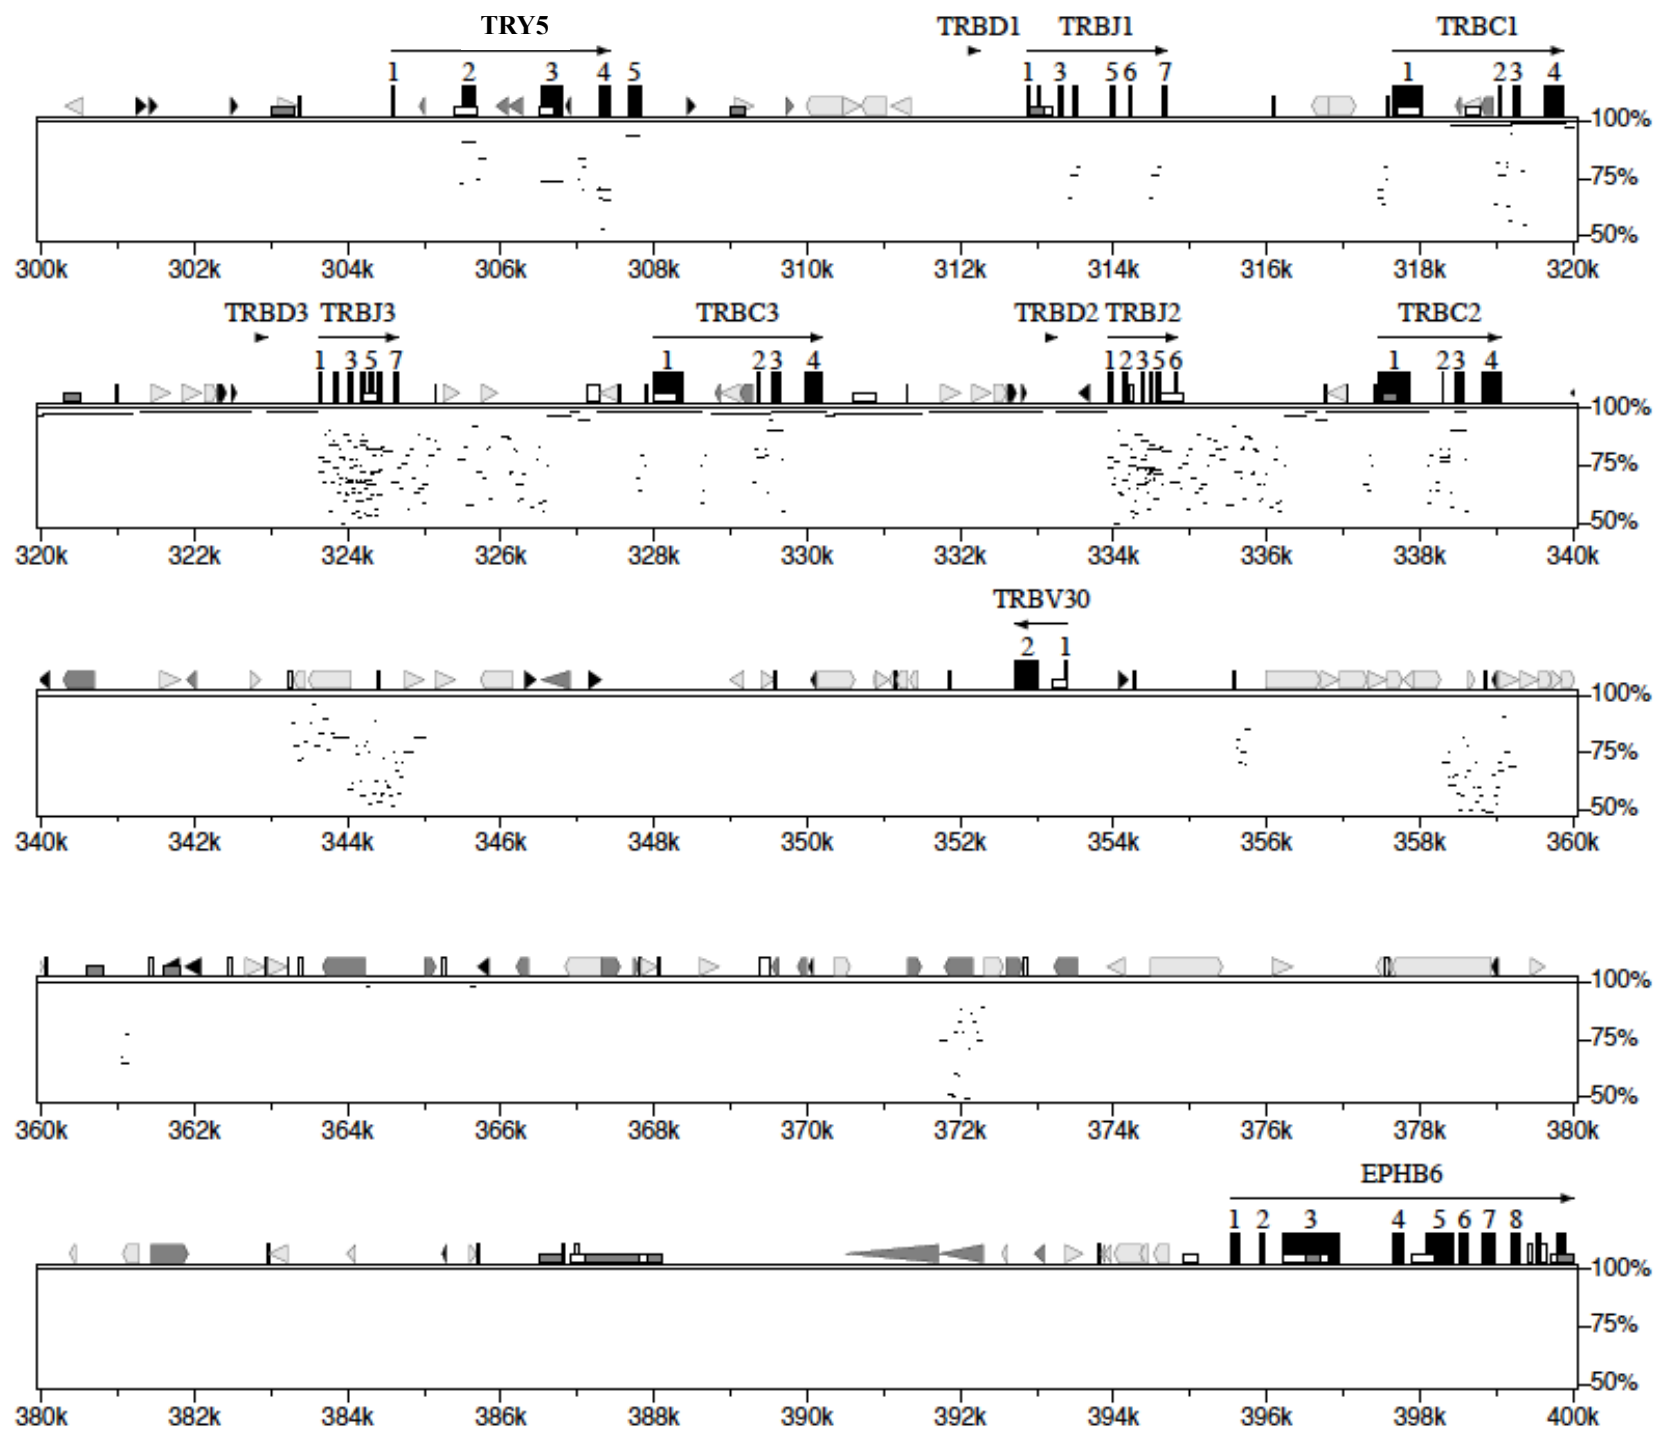 TRY5 TRBD1 TRBJ1 TRBC1
1 2 3 4 5 1 3 5 6 7 1 2 3 4
100%
75%
50%
300k 302k 304k 306k 308k 310k 312k 314k 316k 318k 320k
TRBD3 TRBJ3 TRBC3 TRBD2 TRBJ2 TRBC2
1 3 5 7 1 2 3 4 1 2 3 5 6 1 2 3 4
100%
75%
50%
320k 322k 324k 326k 328k 330k 332k 334k 336k 338k 340k
TRBV30
2 1
100%
75%
50%
340k 342k 344k 346k 348k 350k 352k 354k 356k 358k 360k
100%
75%
50%
360k 362k 364k 366k 368k 370k 372k 374k 376k 378k 380k
EPHB6
1 2 3 4 5 6 7 8
100%
75%
50%
380k 382k 384k 386k 388k 390k 392k 394k 396k 398k 400k